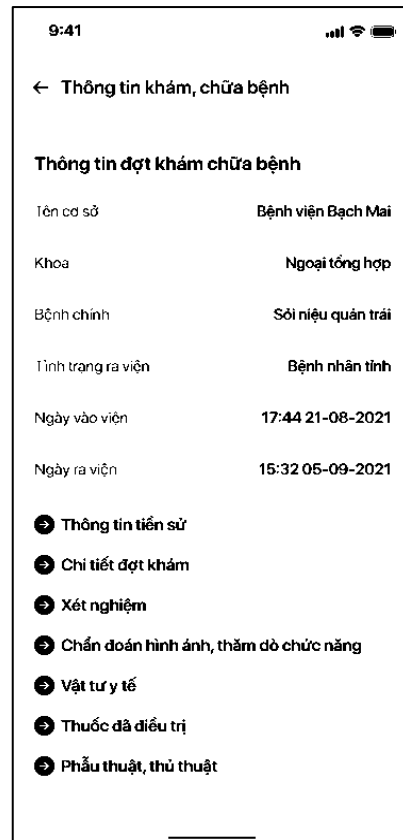 9:41
← Thông tin khám, chữa bệnh
Thông tin đợt khám chữa bệnh
Tên cơ sở Bệnh viện Bạch Mai
Khoa Ngoại tổng hợp
Bệnh chính Sỏi niệu quản trái
Tình trạng ra viện Bệnh nhân tỉnh
Ngày vào viện 17:44 21-08-2021
Ngày ra viện 15:32 05-09-2021
Thông tin tiền sử
Chi tiết đợt khám
Xét nghiệm
Chẩn đoán hình ảnh, thăm dò chức năng
Vật tư y tế
Thuốc đã điều trị
Phẫu thuật, thủ thuật